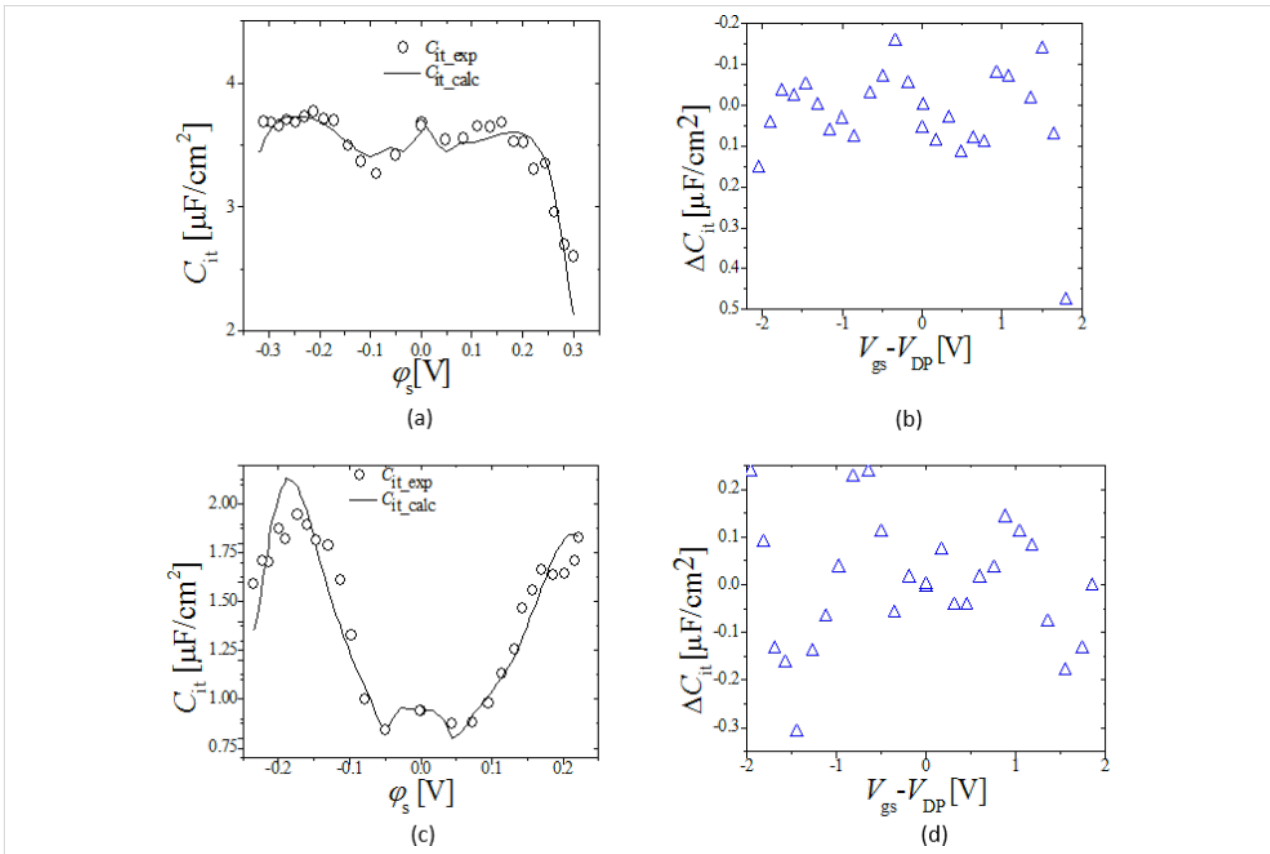 C_it_exp
C_it_calc
4
3
2
C_it [μF/cm²]
-0.3 -0.2 -0.1 0.0 0.1 0.2 0.3
φ_s[V]
(a)
-0.2
-0.1
0.0
0.1
0.2
0.3
0.4
0.5
ΔC_it [μF/cm²]
-2 -1 0 1 2
V_gs-V_DP [V]
(b)
C_it_exp
C_it_calc
2.00
1.75
1.50
1.25
1.00
0.75
C_it [μF/cm²]
-0.2 -0.1 0.0 0.1 0.2
φ_s[V]
(c)
0.2
0.1
0.0
-0.1
-0.2
-0.3
ΔC_it [μF/cm²]
-2 -1 0 1 2
V_gs-V_DP [V]
(d)